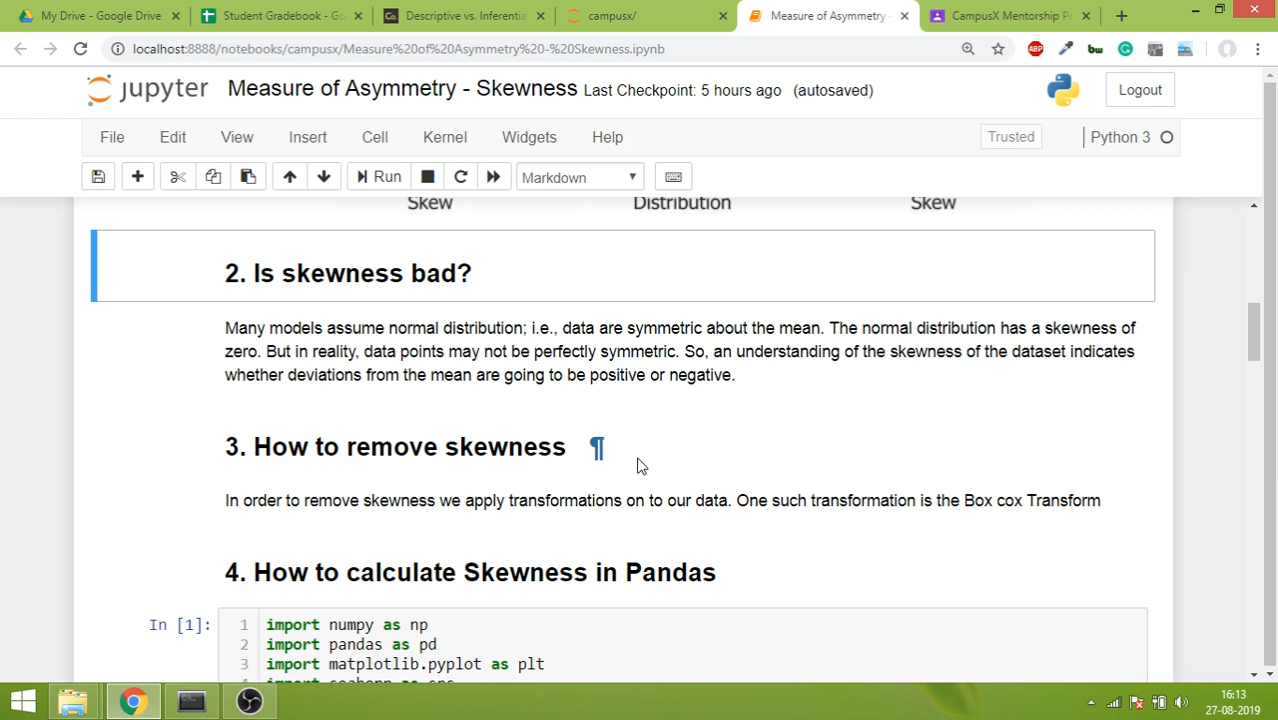 My Drive - Google Drive
Student Gradebook - Go
Descriptive vs. Inferentia
campusx/
Measure of Asymmetry -
CampusX Mentorship Pr
localhost:8888/notebooks/campusx/Measure%20of%20Asymmetry%20-%20Skewness.ipynb
ABP
bw
jupyter
Measure of Asymmetry - Skewness Last Checkpoint: 5 hours ago (autosaved)
Logout
File Edit View Insert Cell Kernel Widgets Help
Trusted
Python 3
Run
Markdown
Skew Distribution Skew
2. Is skewness bad?
Many models assume normal distribution; i.e., data are symmetric about the mean. The normal distribution has a skewness of
zero. But in reality, data points may not be perfectly symmetric. So, an understanding of the skewness of the dataset indicates
whether deviations from the mean are going to be positive or negative.
3. How to remove skewness ¶
In order to remove skewness we apply transformations on to our data. One such transformation is the Box cox Transform
4. How to calculate Skewness in Pandas
In [1]:
1 import numpy as np
2 import pandas as pd
3 import matplotlib.pyplot as plt
16:13
27-08-2019